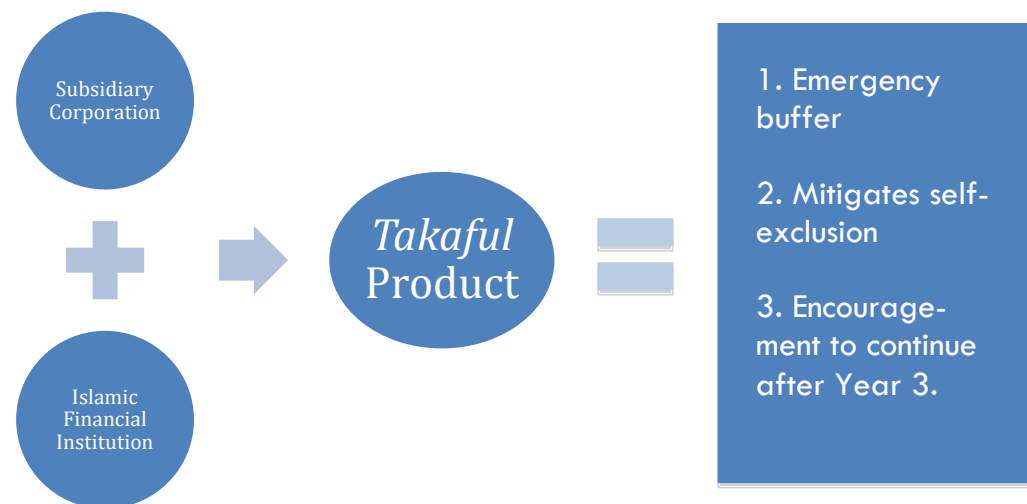 Subsidiary
Corporation
Islamic
Financial
Institution
Takaful
Product
1. Emergency
buffer
2. Mitigates self-
exclusion
3. Encourage-
ment to continue
after Year 3.